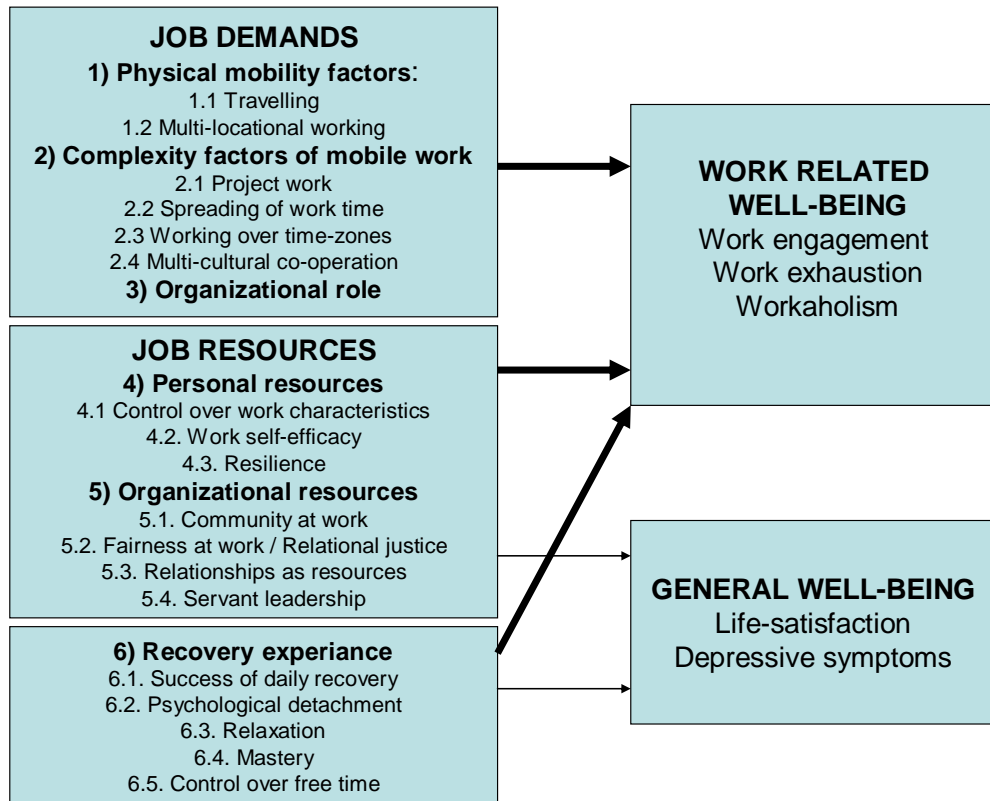 JOB DEMANDS
1) Physical mobility factors:
1.1 Travelling
1.2 Multi-locational working
2) Complexity factors of mobile work
2.1 Project work
2.2 Spreading of work time
2.3 Working over time-zones
2.4 Multi-cultural co-operation
3) Organizational role
JOB RESOURCES
4) Personal resources
4.1 Control over work characteristics
4.2. Work self-efficacy
4.3. Resilience
5) Organizational resources
5.1. Community at work
5.2. Fairness at work / Relational justice
5.3. Relationships as resources
5.4. Servant leadership
6) Recovery experiance
6.1. Success of daily recovery
6.2. Psychological detachment
6.3. Relaxation
6.4. Mastery
6.5. Control over free time
WORK RELATED
WELL-BEING
Work engagement
Work exhaustion
Workaholism
GENERAL WELL-BEING
Life-satisfaction
Depressive symptoms